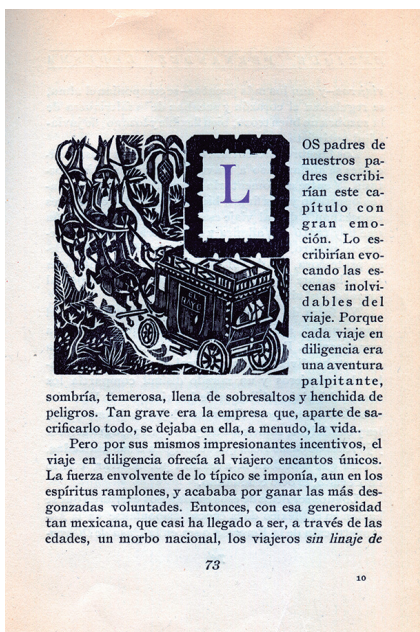 LOS padres de
nuestros pa-
dres escribi-
rían este ca-
pítulo con
gran emo-
ción. Lo es-
cribirían evo-
cando las es-
cenas inolvi-
dables del
viaje. Porque
cada viaje en
diligencia era
una aventura
palpitante,
sombría, temerosa, llena de sobresaltos y henchida de
peligros. Tan grave era la empresa que, aparte de sa-
crificarlo todo, se dejaba en ella, a menudo, la vida.
Pero por sus mismos impresionantes incentivos, el
viaje en diligencia ofrecía al viajero encantos únicos.
La fuerza envolvente de lo típico se imponía, aun en los
espíritus ramplones, y acababa por ganar las más des-
gonzadas voluntades. Entonces, con esa generosidad
tan mexicana, que casi ha llegado a ser, a través de las
edades, un morbo nacional, los viajeros sin linaje de
73
10